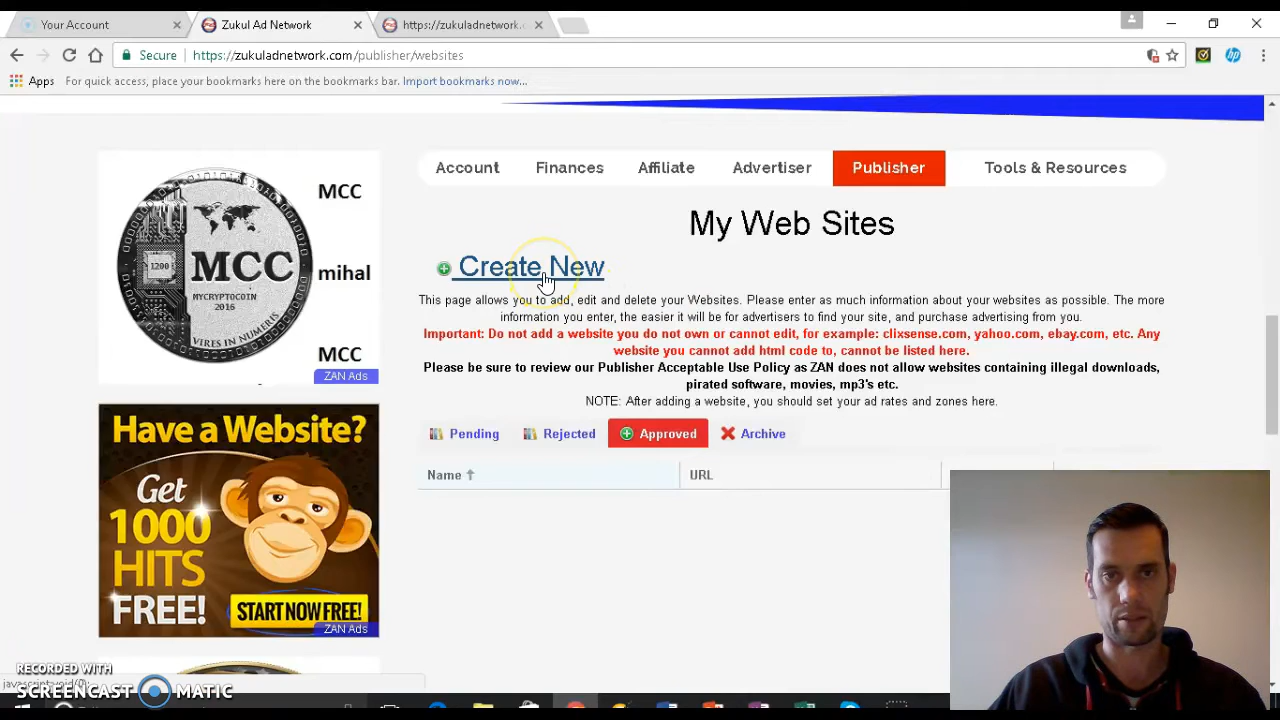 Your Account
Zukul Ad Network
https://zukuladnetwork.c
Secure
https://zukuladnetwork.com/publisher/websites
Apps
For quick access, place your bookmarks here on the bookmarks bar. Import bookmarks now...
Account Finances Affiliate Advertiser Publisher Tools & Resources
My Web Sites
Create New
This page allows you to add, edit and delete your Websites. Please enter as much information about your websites as possible. The more
information you enter, the easier it will be for advertisers to find your site, and purchase advertising from you.
Important: Do not add a website you do not own or cannot edit, for example: clixsense.com, yahoo.com, ebay.com, etc. Any
website you cannot add html code to, cannot be listed here.
Please be sure to review our Publisher Acceptable Use Policy as ZAN does not allow websites containing illegal downloads,
pirated software, movies, mp3's etc.
NOTE: After adding a website, you should set your ad rates and zones here.
Pending Rejected Approved Archive
Name URL
MCC
mihal
MCC
1200
MCC
MYCRYPTOCOIN
2016
VIRES IN NUMERIS
ZAN Ads
Have a Website?
Get
1000
HITS
FREE!
START NOW FREE!
ZAN Ads
RECORDED WITH
SCREENCAST MATIC